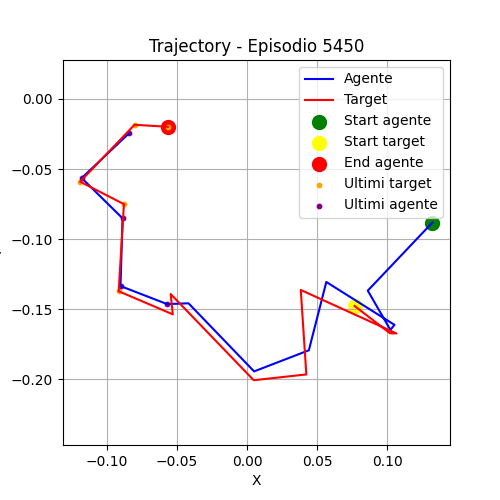 Trajectory - Episodio 5450
Agente
Target
Start agente
Start target
End agente
Ultimi target
Ultimi agente
0.00
−0.05
−0.10
−0.15
−0.20
−0.10
−0.05
0.00
0.05
0.10
X